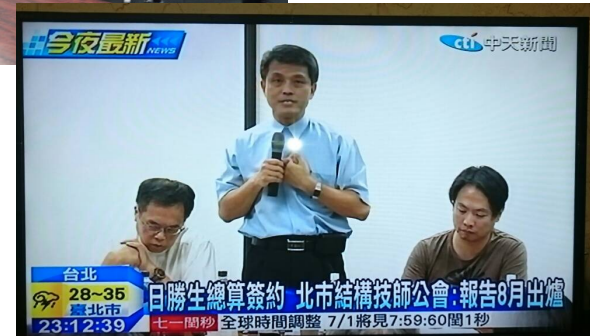 今夜最新 NEWS
cti 中天新聞
台北
28~35
臺北市
23:12:39
日勝生總算簽約 北市結構技師公會:報告8月出爐
七一閏秒 全球時間調整 7/1將見7:59:60閏1秒